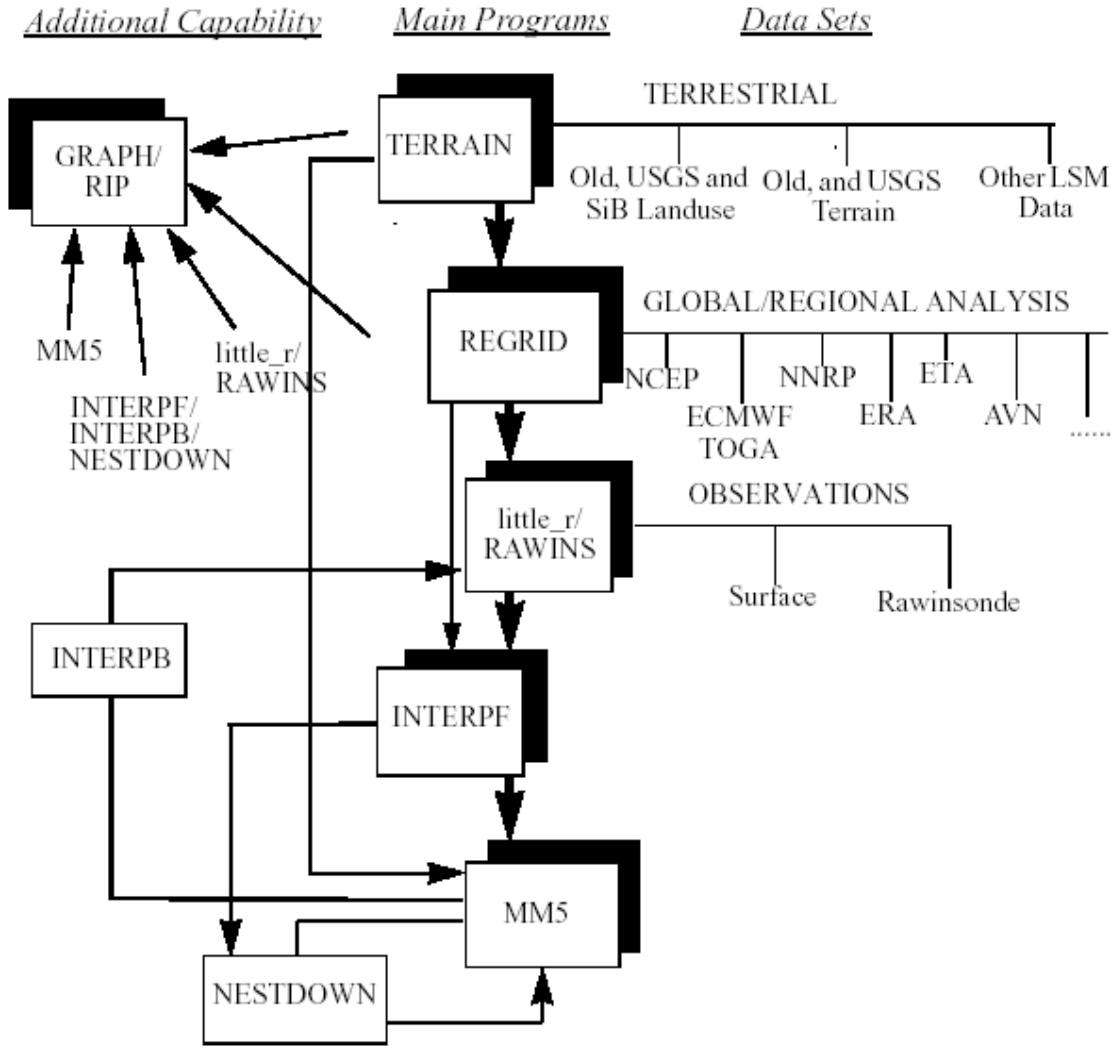 Additional Capability
Main Programs
Data Sets
TERRAIN
TERRESTRIAL
Old, USGS and
SiB Landuse
Old, and USGS
Terrain
Other LSM
Data
GRAPH/
RIP
MM5
INTERPF/
INTERPB/
NESTDOWN
little_r/
RAWINS
REGRID
GLOBAL/REGIONAL ANALYSIS
NCEP
ECMWF
TOGA
NNRP
ERA
ETA
AVN
......
little_r/
RAWINS
OBSERVATIONS
Surface
Rawinsonde
INTERPB
INTERPF
MM5
NESTDOWN